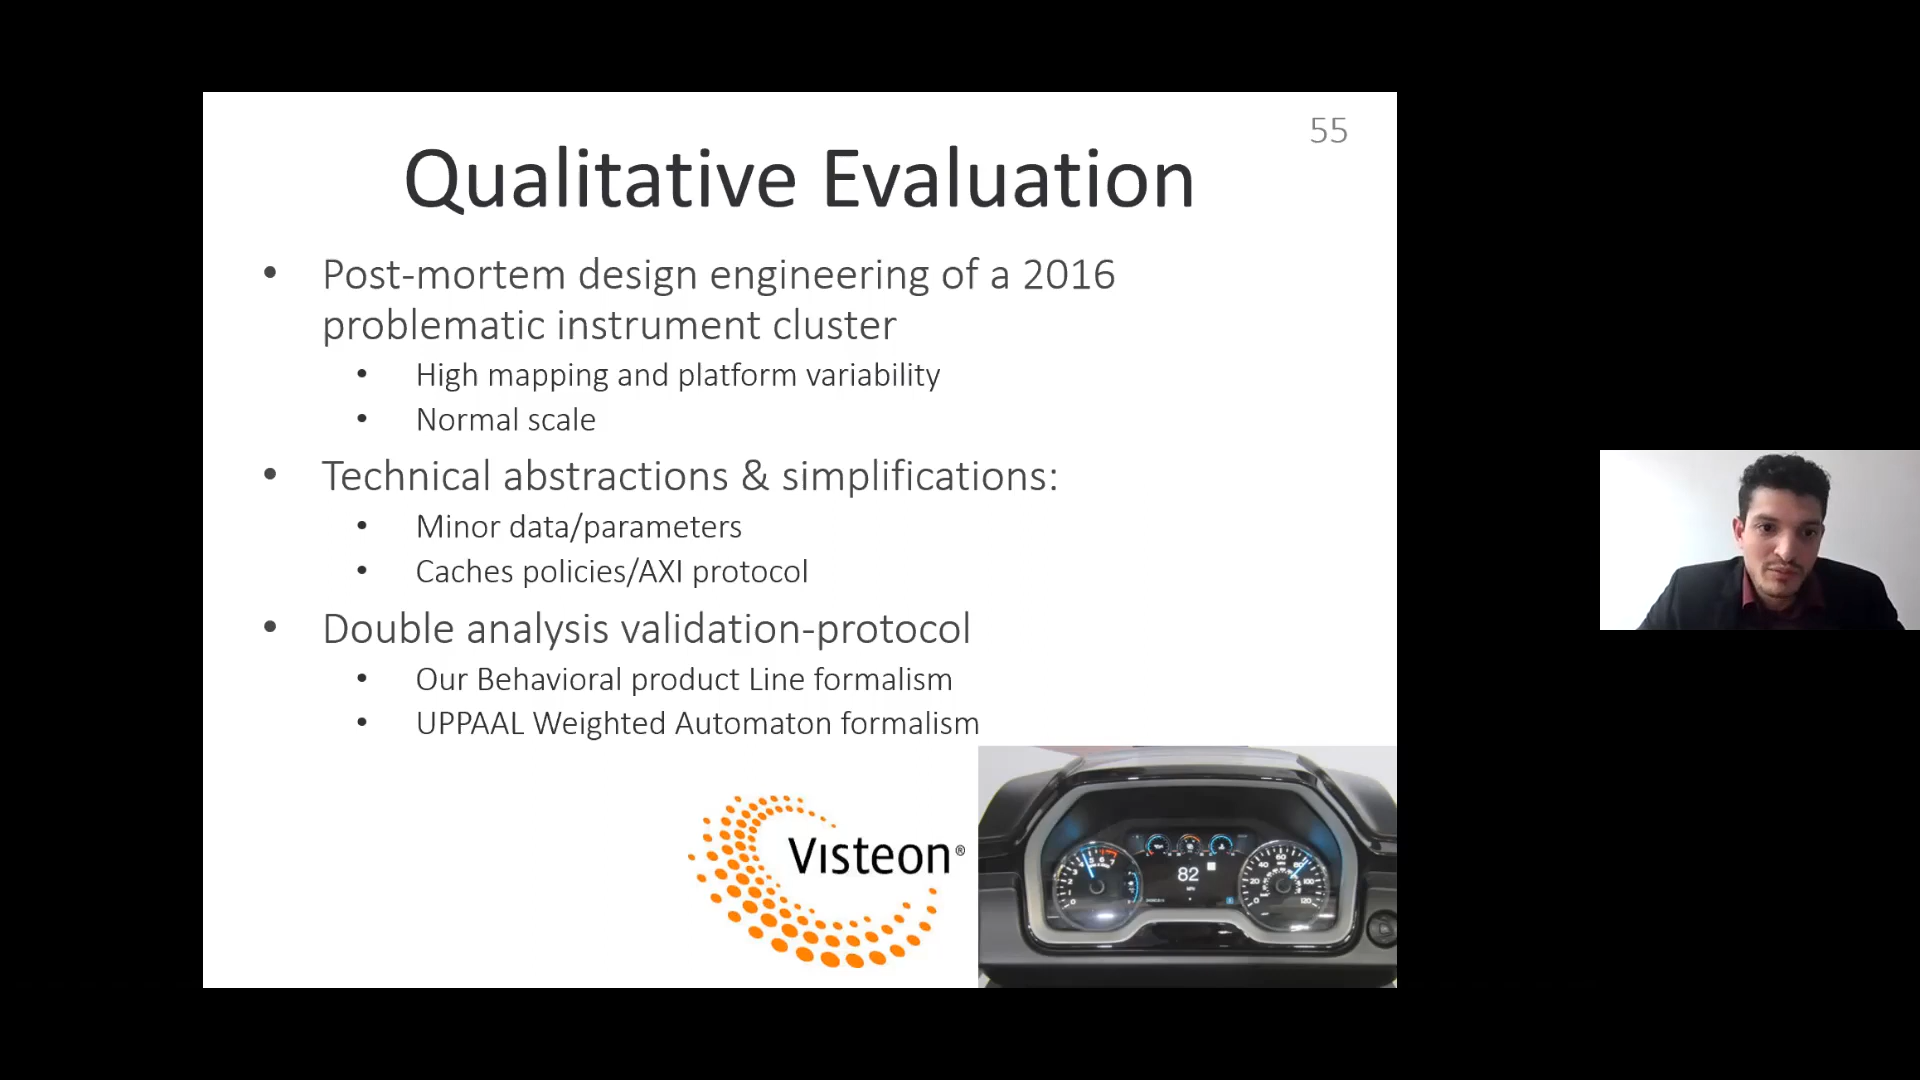 55
Qualitative Evaluation
• Post-mortem design engineering of a 2016
problematic instrument cluster
• High mapping and platform variability
• Normal scale
• Technical abstractions & simplifications:
• Minor data/parameters
• Caches policies/AXI protocol
• Double analysis validation-protocol
• Our Behavioral product Line formalism
• UPPAAL Weighted Automaton formalism
Visteon®
82